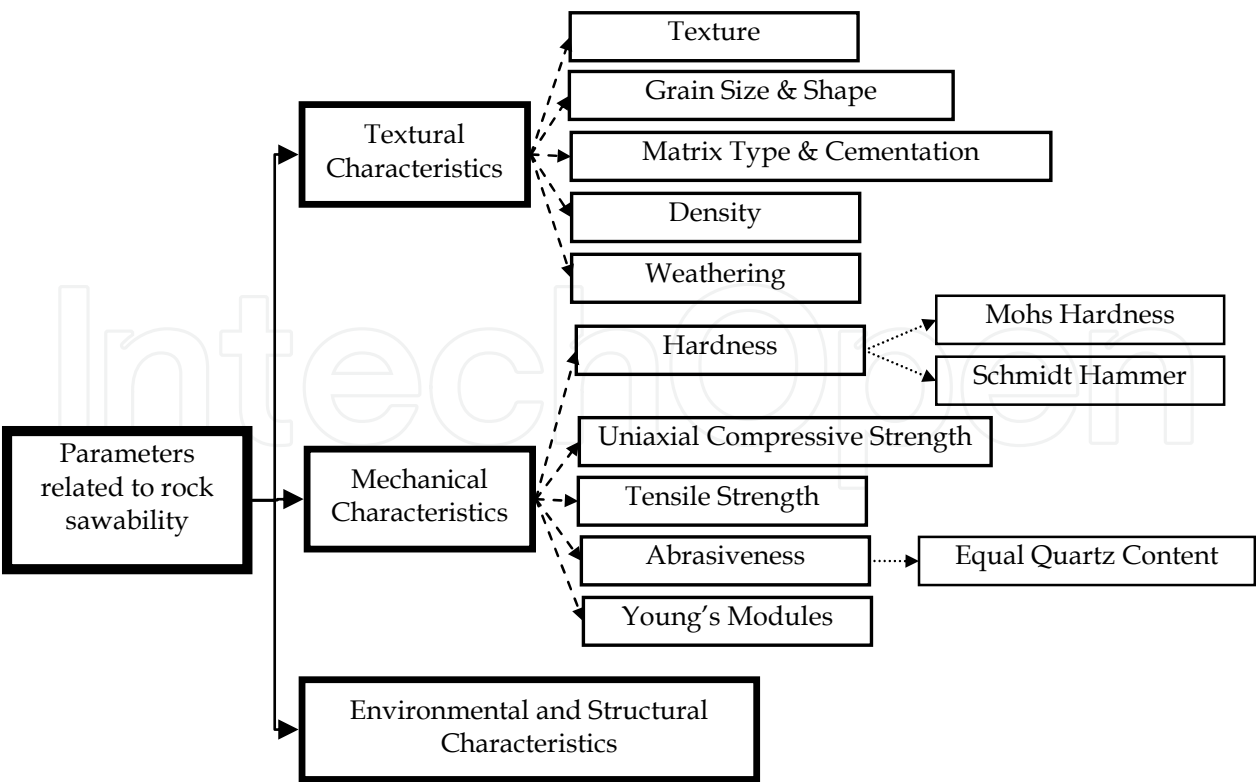 Texture
Grain Size & Shape
Textural
Characteristics
Matrix Type & Cementation
Density
Weathering
Mohs Hardness
Hardness
Schmidt Hammer
IntechOpen
Uniaxial Compressive Strength
Parameters
related to rock
sawability
Mechanical
Characteristics
Tensile Strength
Abrasiveness
Equal Quartz Content
Young's Modules
Environmental and Structural
Characteristics